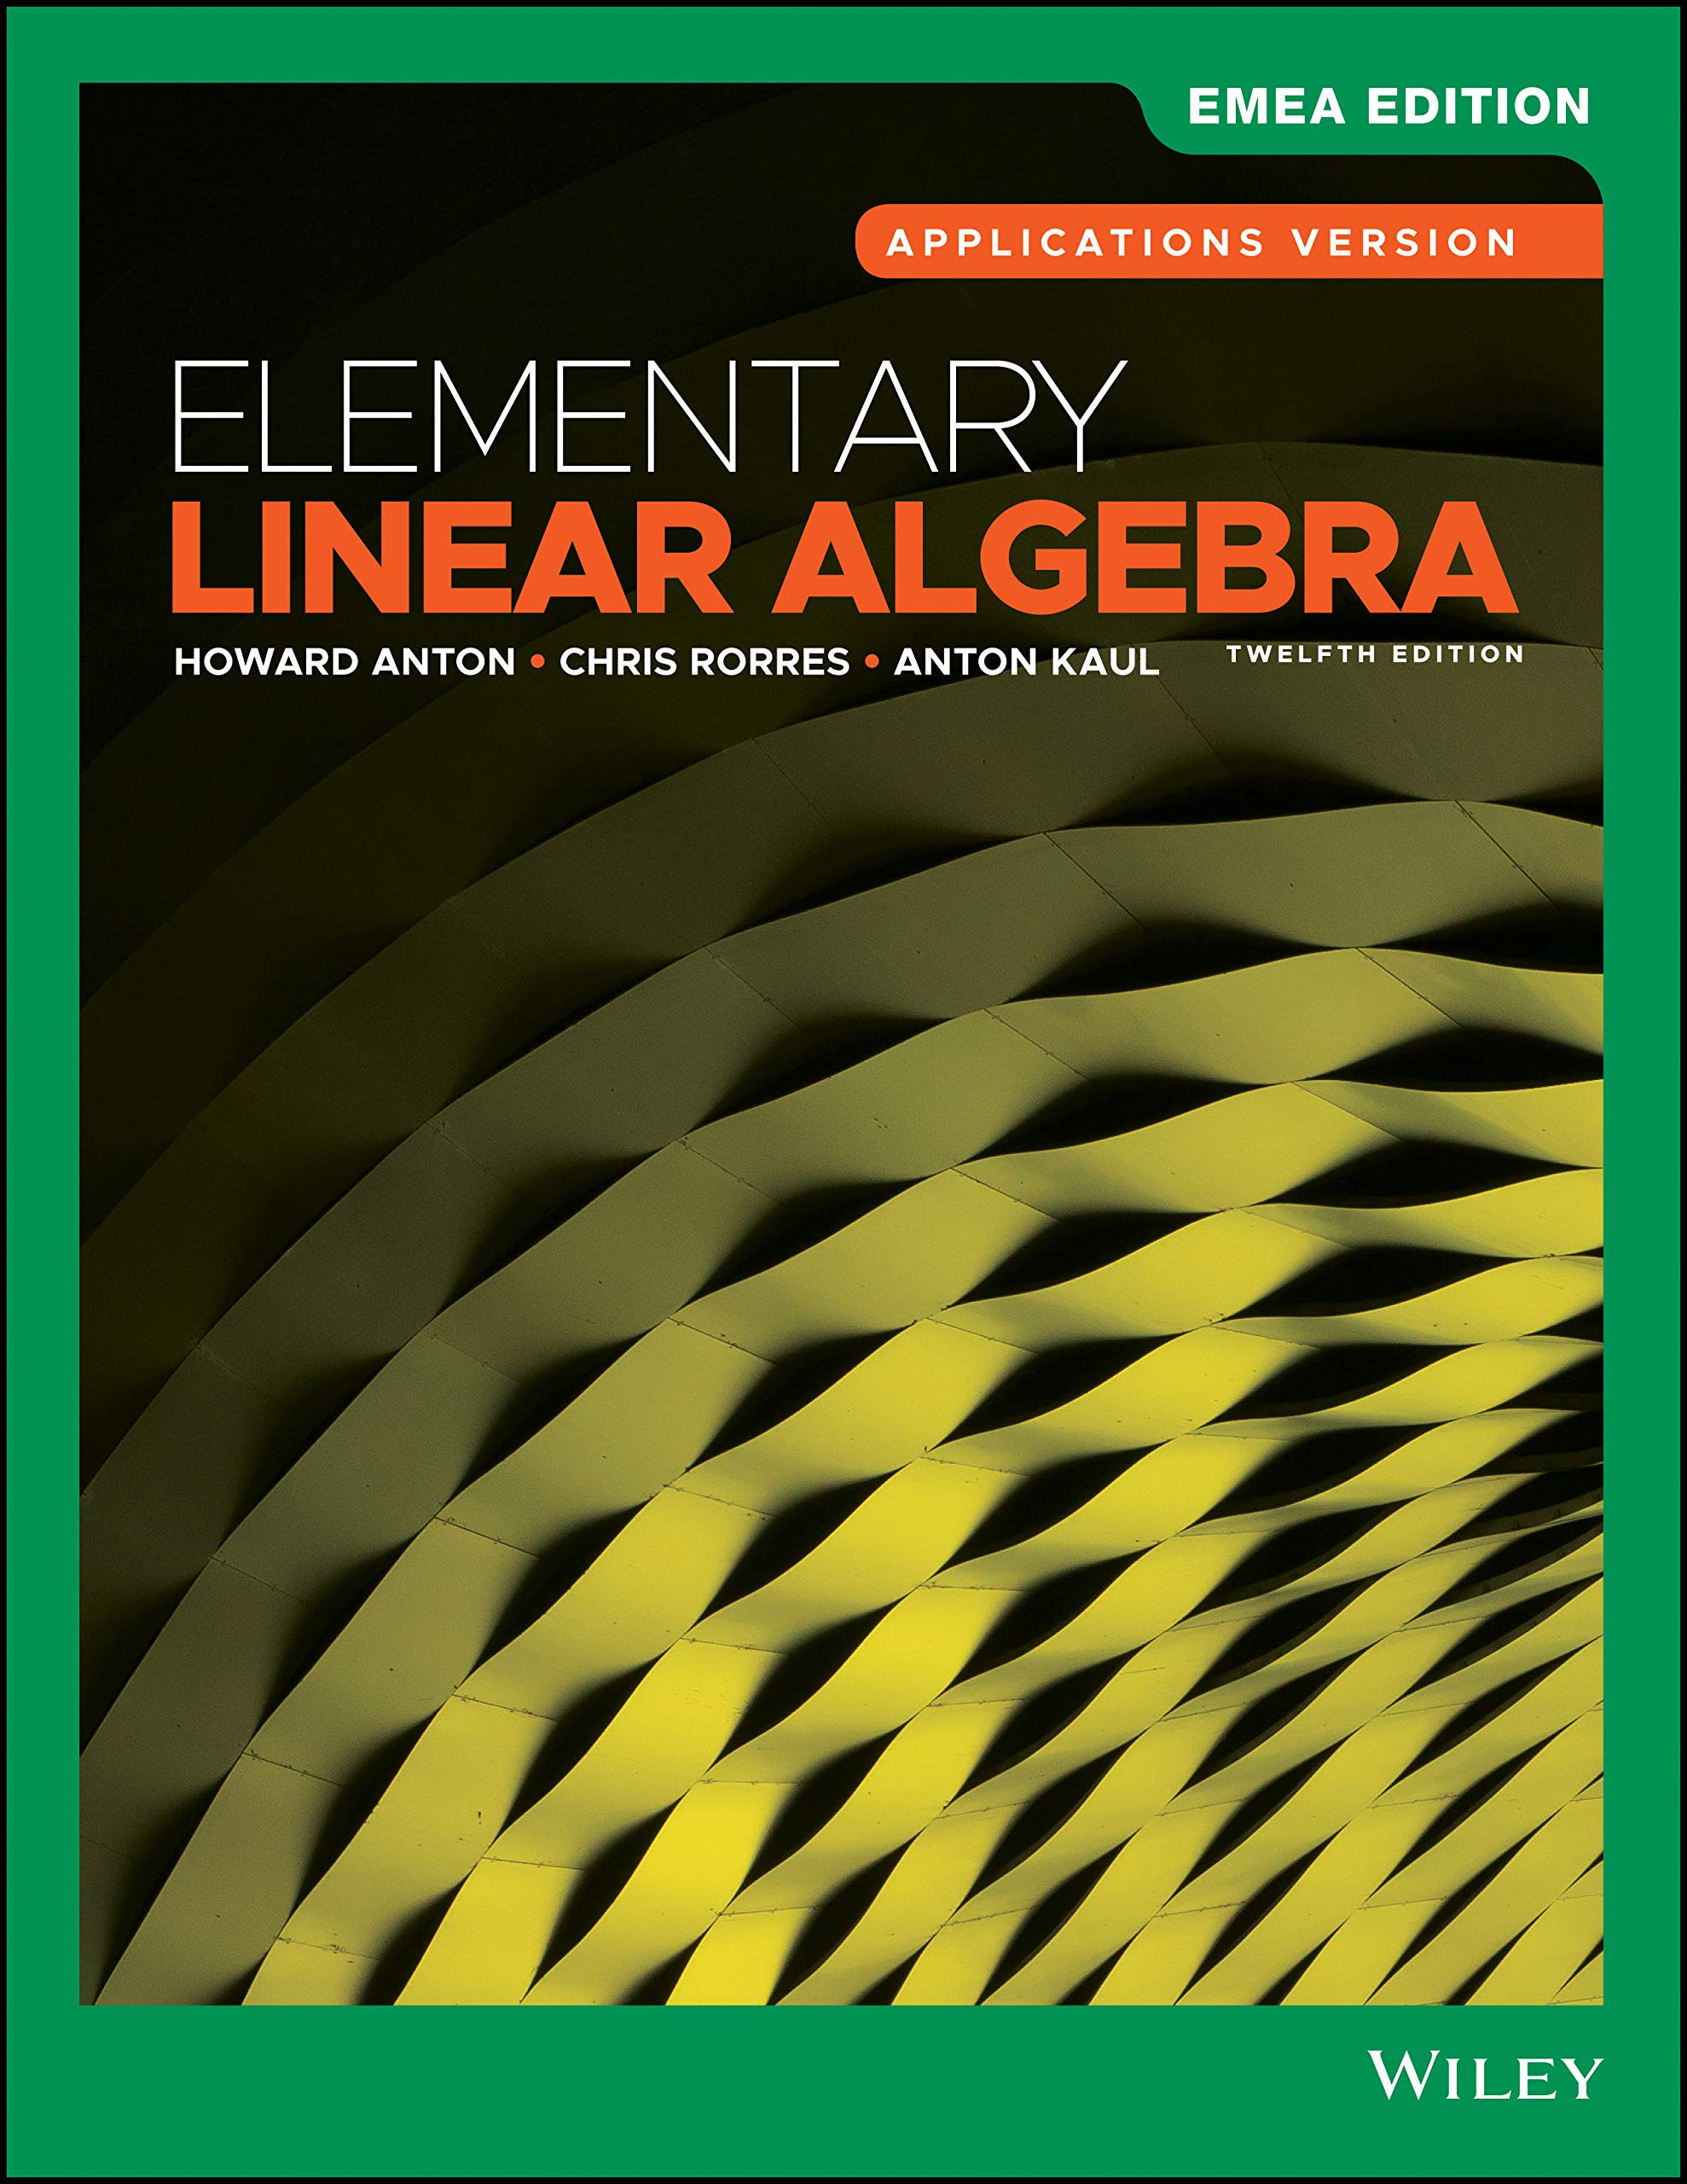 EMEA EDITION
APPLICATIONS VERSION
ELEMENTARY
LINEAR ALGEBRA
HOWARD ANTON • CHRIS RORRES • ANTON KAUL TWELFTH EDITION
WILEY